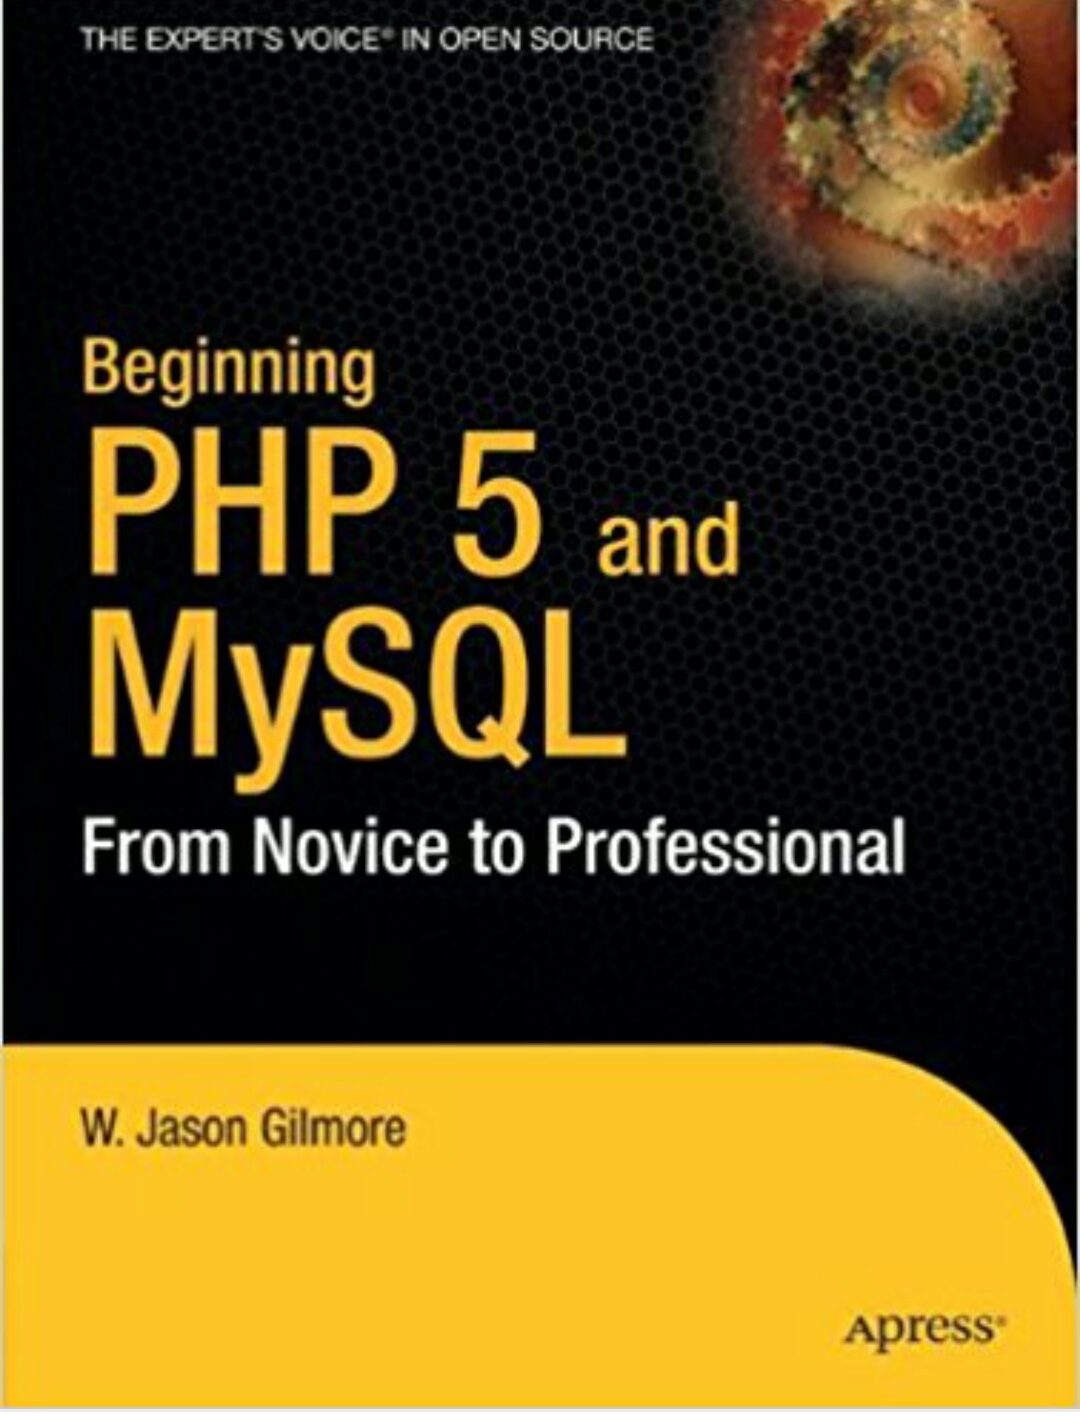 THE EXPERT'S VOICE® IN OPEN SOURCE
Beginning
PHP 5 and
MySQL
From Novice to Professional
W. Jason Gilmore
Apress®